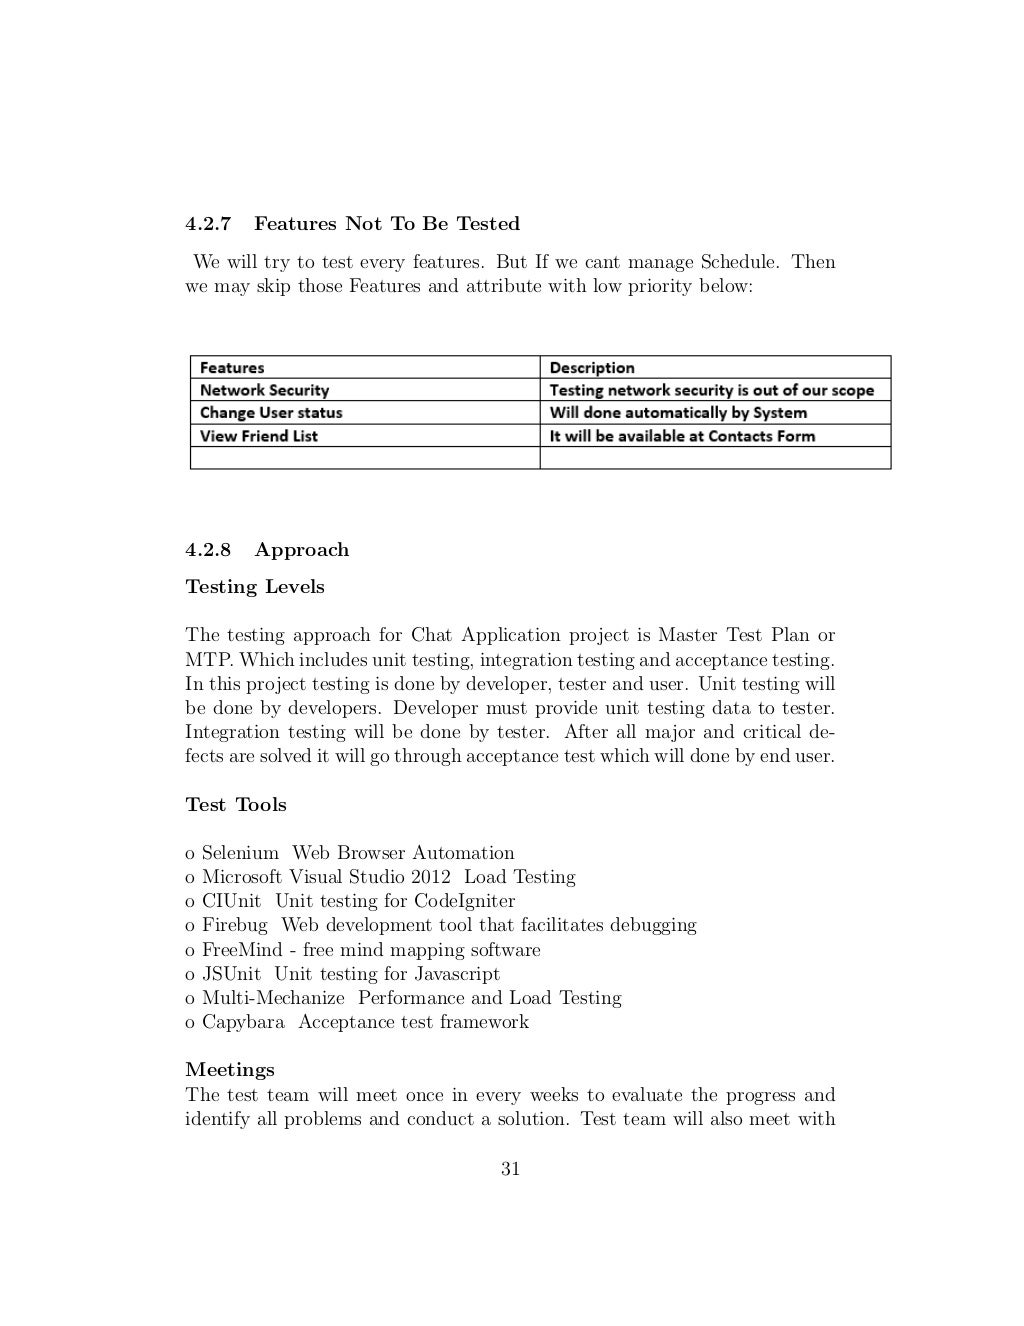 4.2.7 Features Not To Be Tested
We will try to test every features. But If we cant manage Schedule. Then
we may skip those Features and attribute with low priority below:
Features Description
Network Security Testing network security is out of our scope
Change User status Will done automatically by System
View Friend List It will be available at Contacts Form
4.2.8 Approach
Testing Levels
The testing approach for Chat Application project is Master Test Plan or
MTP. Which includes unit testing, integration testing and acceptance testing.
In this project testing is done by developer, tester and user. Unit testing will
be done by developers. Developer must provide unit testing data to tester.
Integration testing will be done by tester. After all major and critical de-
fects are solved it will go through acceptance test which will done by end user.
Test Tools
o Selenium Web Browser Automation
o Microsoft Visual Studio 2012 Load Testing
o CIUnit Unit testing for CodeIgniter
o Firebug Web development tool that facilitates debugging
o FreeMind - free mind mapping software
o JSUnit Unit testing for Javascript
o Multi-Mechanize Performance and Load Testing
o Capybara Acceptance test framework
Meetings
The test team will meet once in every weeks to evaluate the progress and
identify all problems and conduct a solution. Test team will also meet with
31